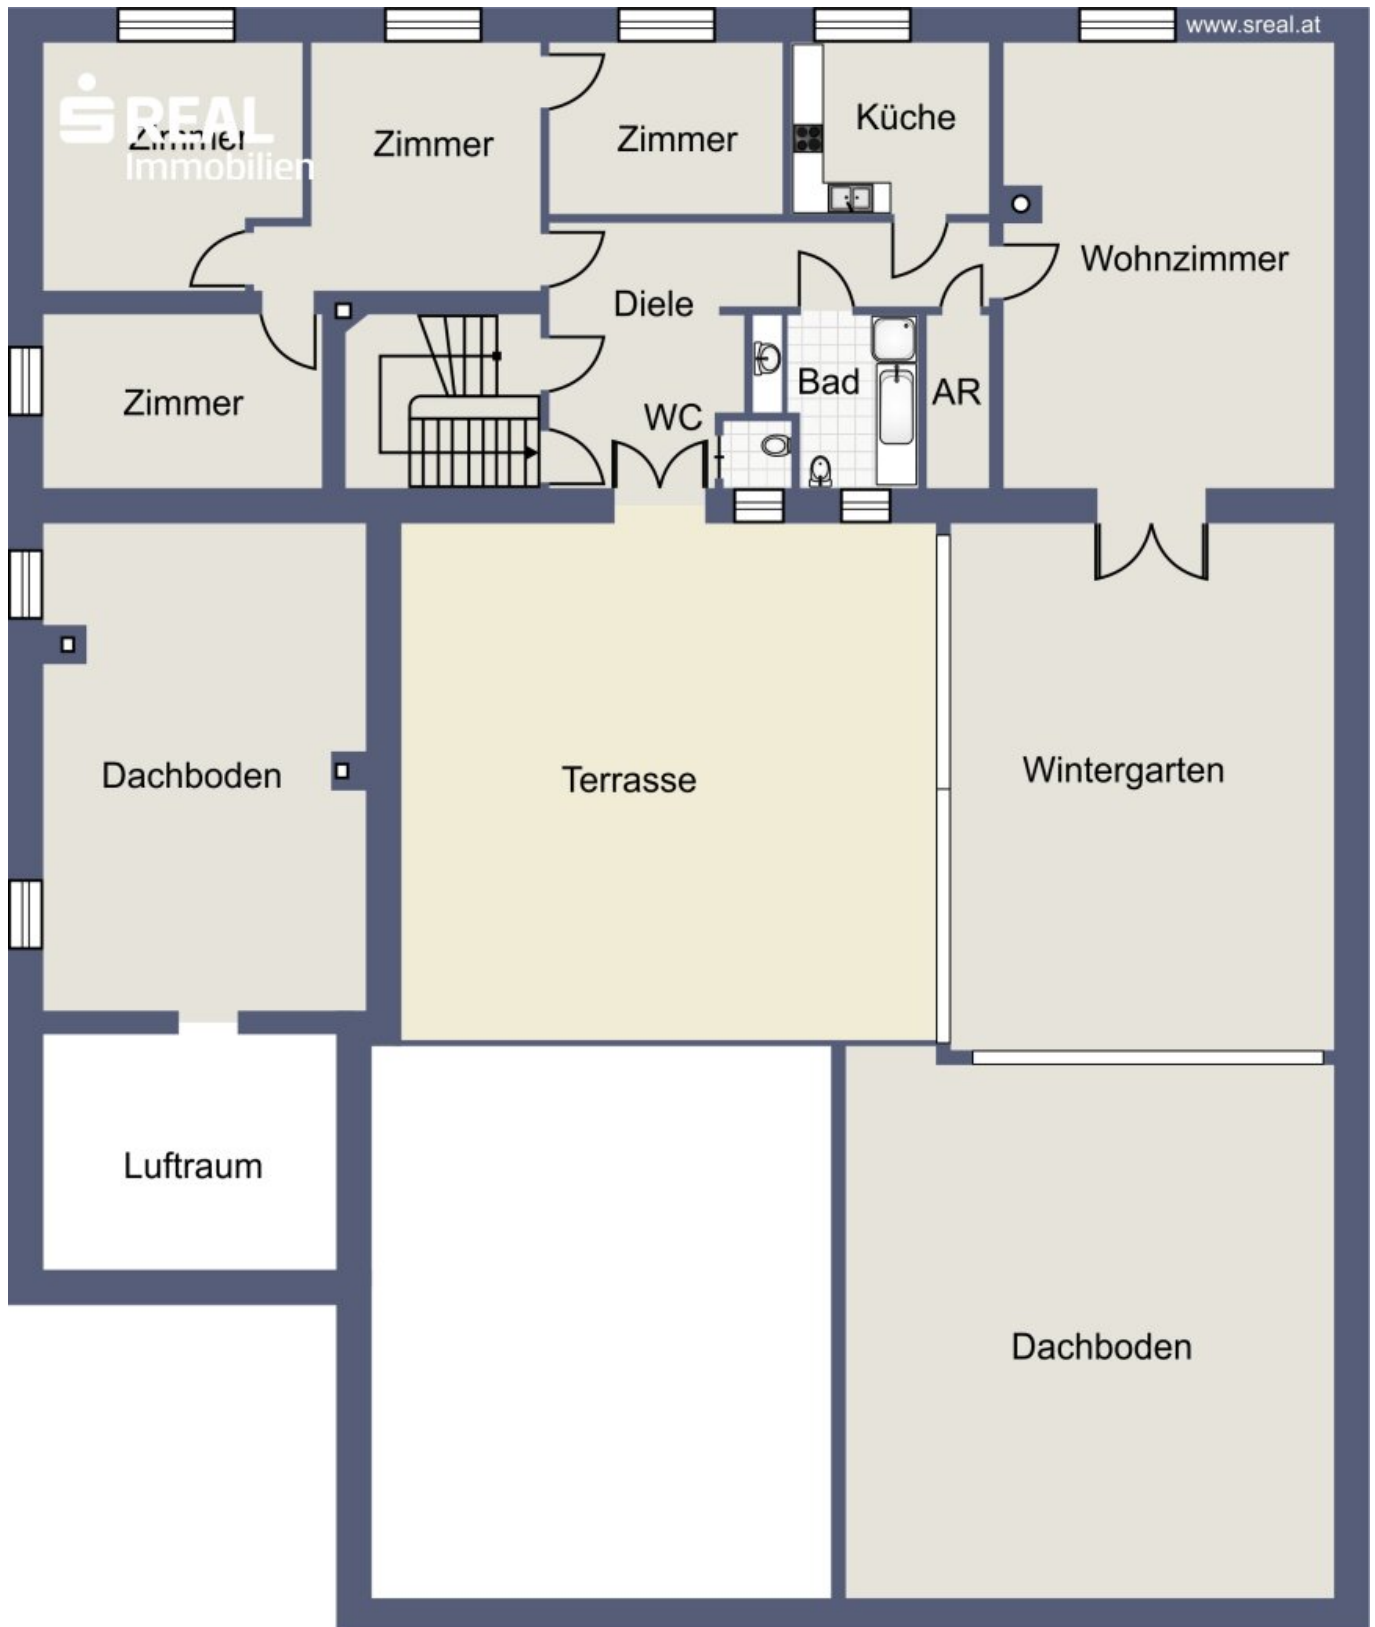 www.sreal.at
REAL
Immobilien
Zimmer
Zimmer
Zimmer
Küche
Wohnzimmer
Diele
Zimmer
WC
Bad
AR
Dachboden
Terrasse
Wintergarten
Luftraum
Dachboden